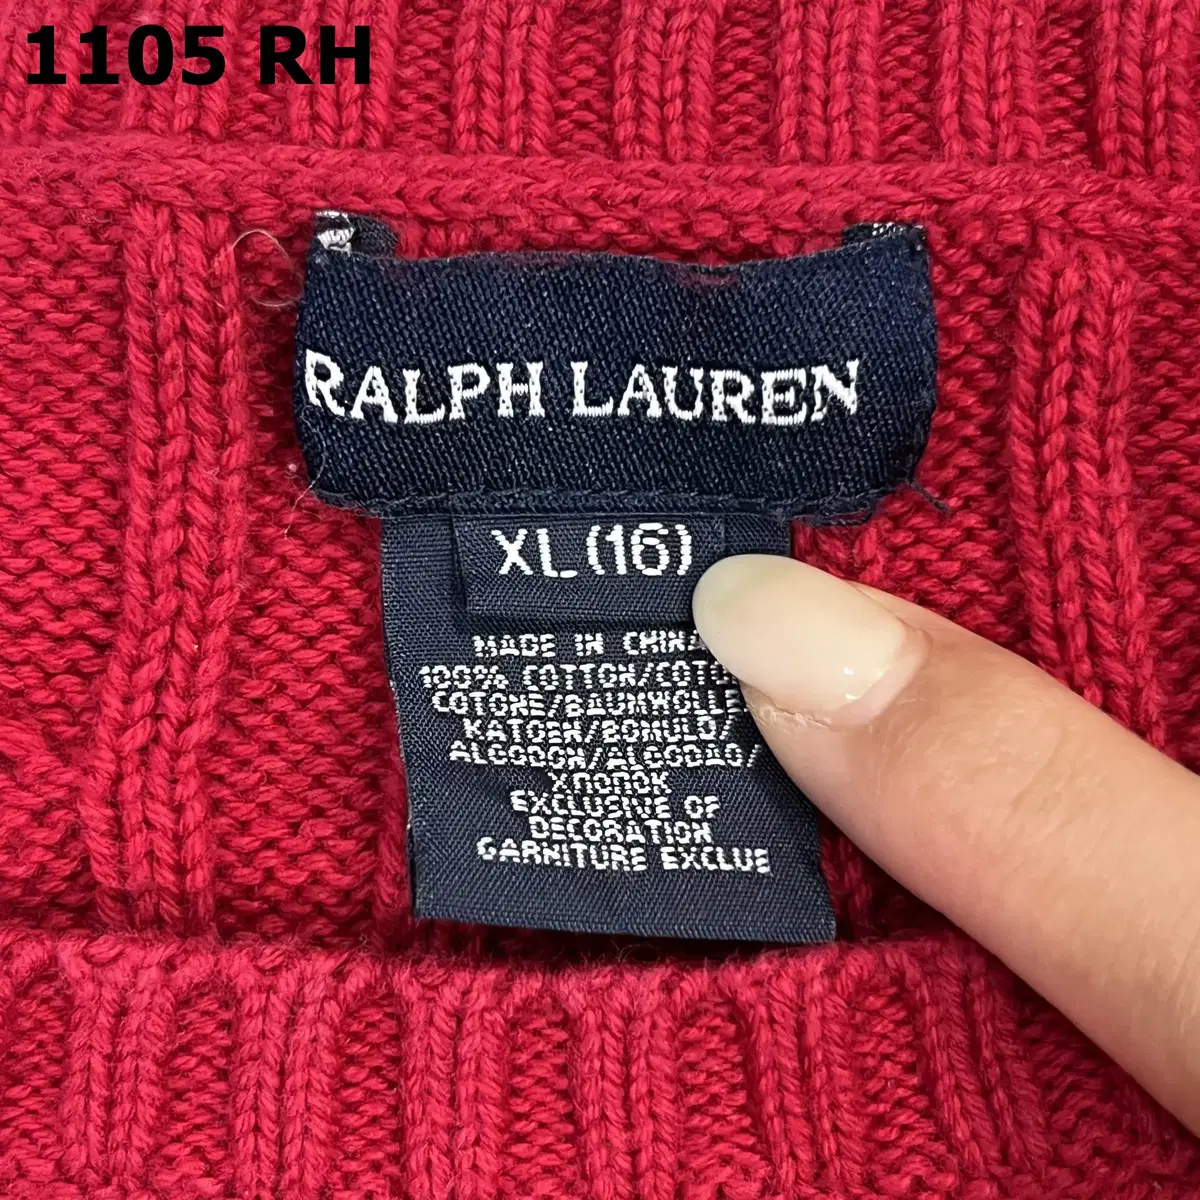 1105 RH
RALPH LAUREN
XL (16)
MADE IN CHINA
100% COTTON/
COTONE/BAUMWOLLE
KATOEN/BOMULD/
ALGODON/ALGODAO/
ХЛОПОК
EXCLUSIVE OF
DECORATION
GARNITURE EXCLUE